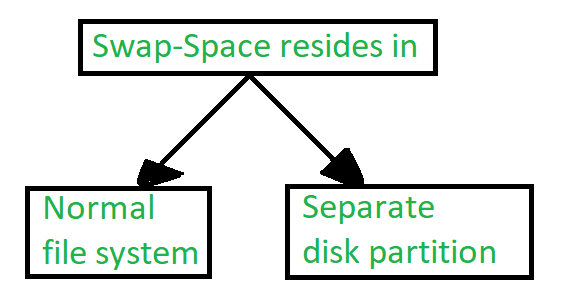 Swap-Space resides in
Normal
file system
Separate
disk partition